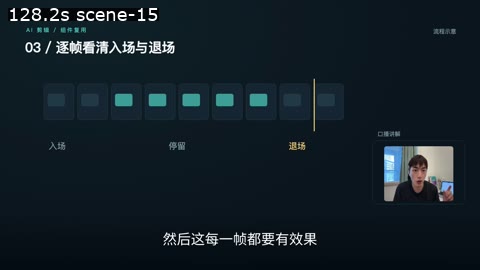 128.2s scene-15
AI 剪辑 / 组件复用
03 / 逐帧看清入场与退场
流程示意
入场
停留
退场
口播讲解
然后这每一帧都要有效果